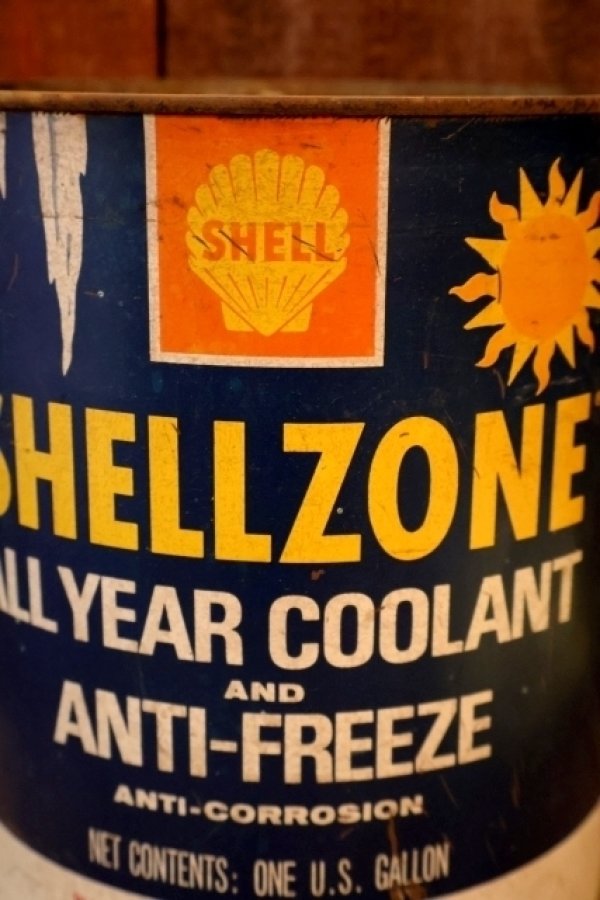 SHELL
SHELLZONE
ALL YEAR COOLANT
AND
ANTI-FREEZE
ANTI-CORROSION
NET CONTENTS: ONE U.S. GALLON